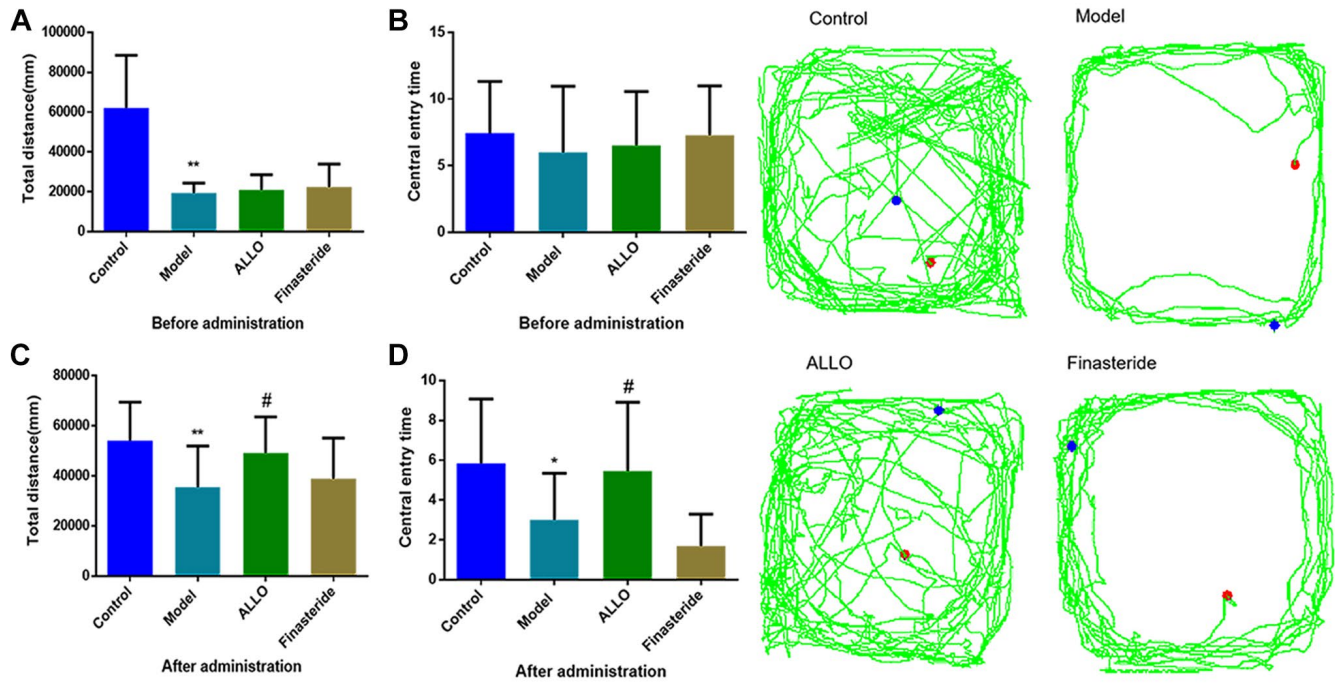 A
Total distance(mm)
100000
80000
60000
40000
20000
0
**
Control
Model
ALLO
Finasteride
Before administration
B
Central entry time
15
10
5
0
Control
Model
ALLO
Finasteride
Before administration
Control
Model
C
Total distance(mm)
80000
60000
40000
20000
0
**
#
Control
Model
ALLO
Finasteride
After administration
D
Central entry time
10
8
6
4
2
0
*
#
Control
Model
ALLO
Finasteride
After administration
ALLO
Finasteride